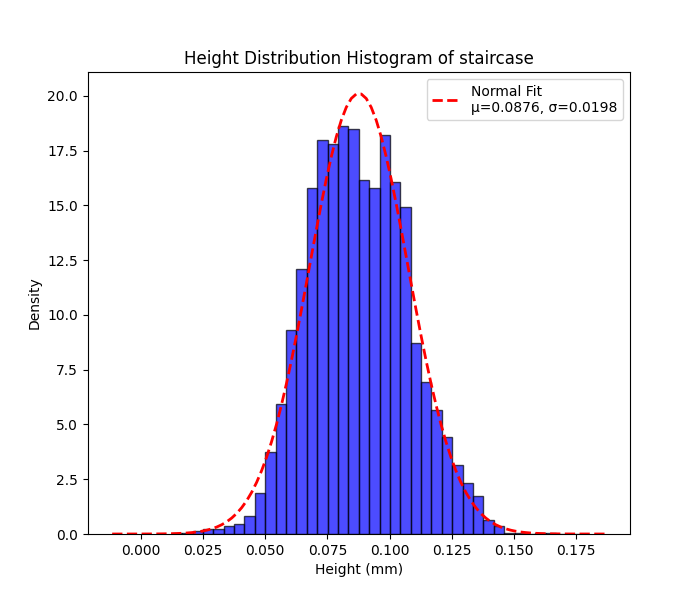 Height Distribution Histogram of staircase
Normal Fit
μ=0.0876, σ=0.0198
20.0
17.5
15.0
12.5
10.0
7.5
5.0
2.5
0.0
Density
0.000 0.025 0.050 0.075 0.100 0.125 0.150 0.175
Height (mm)